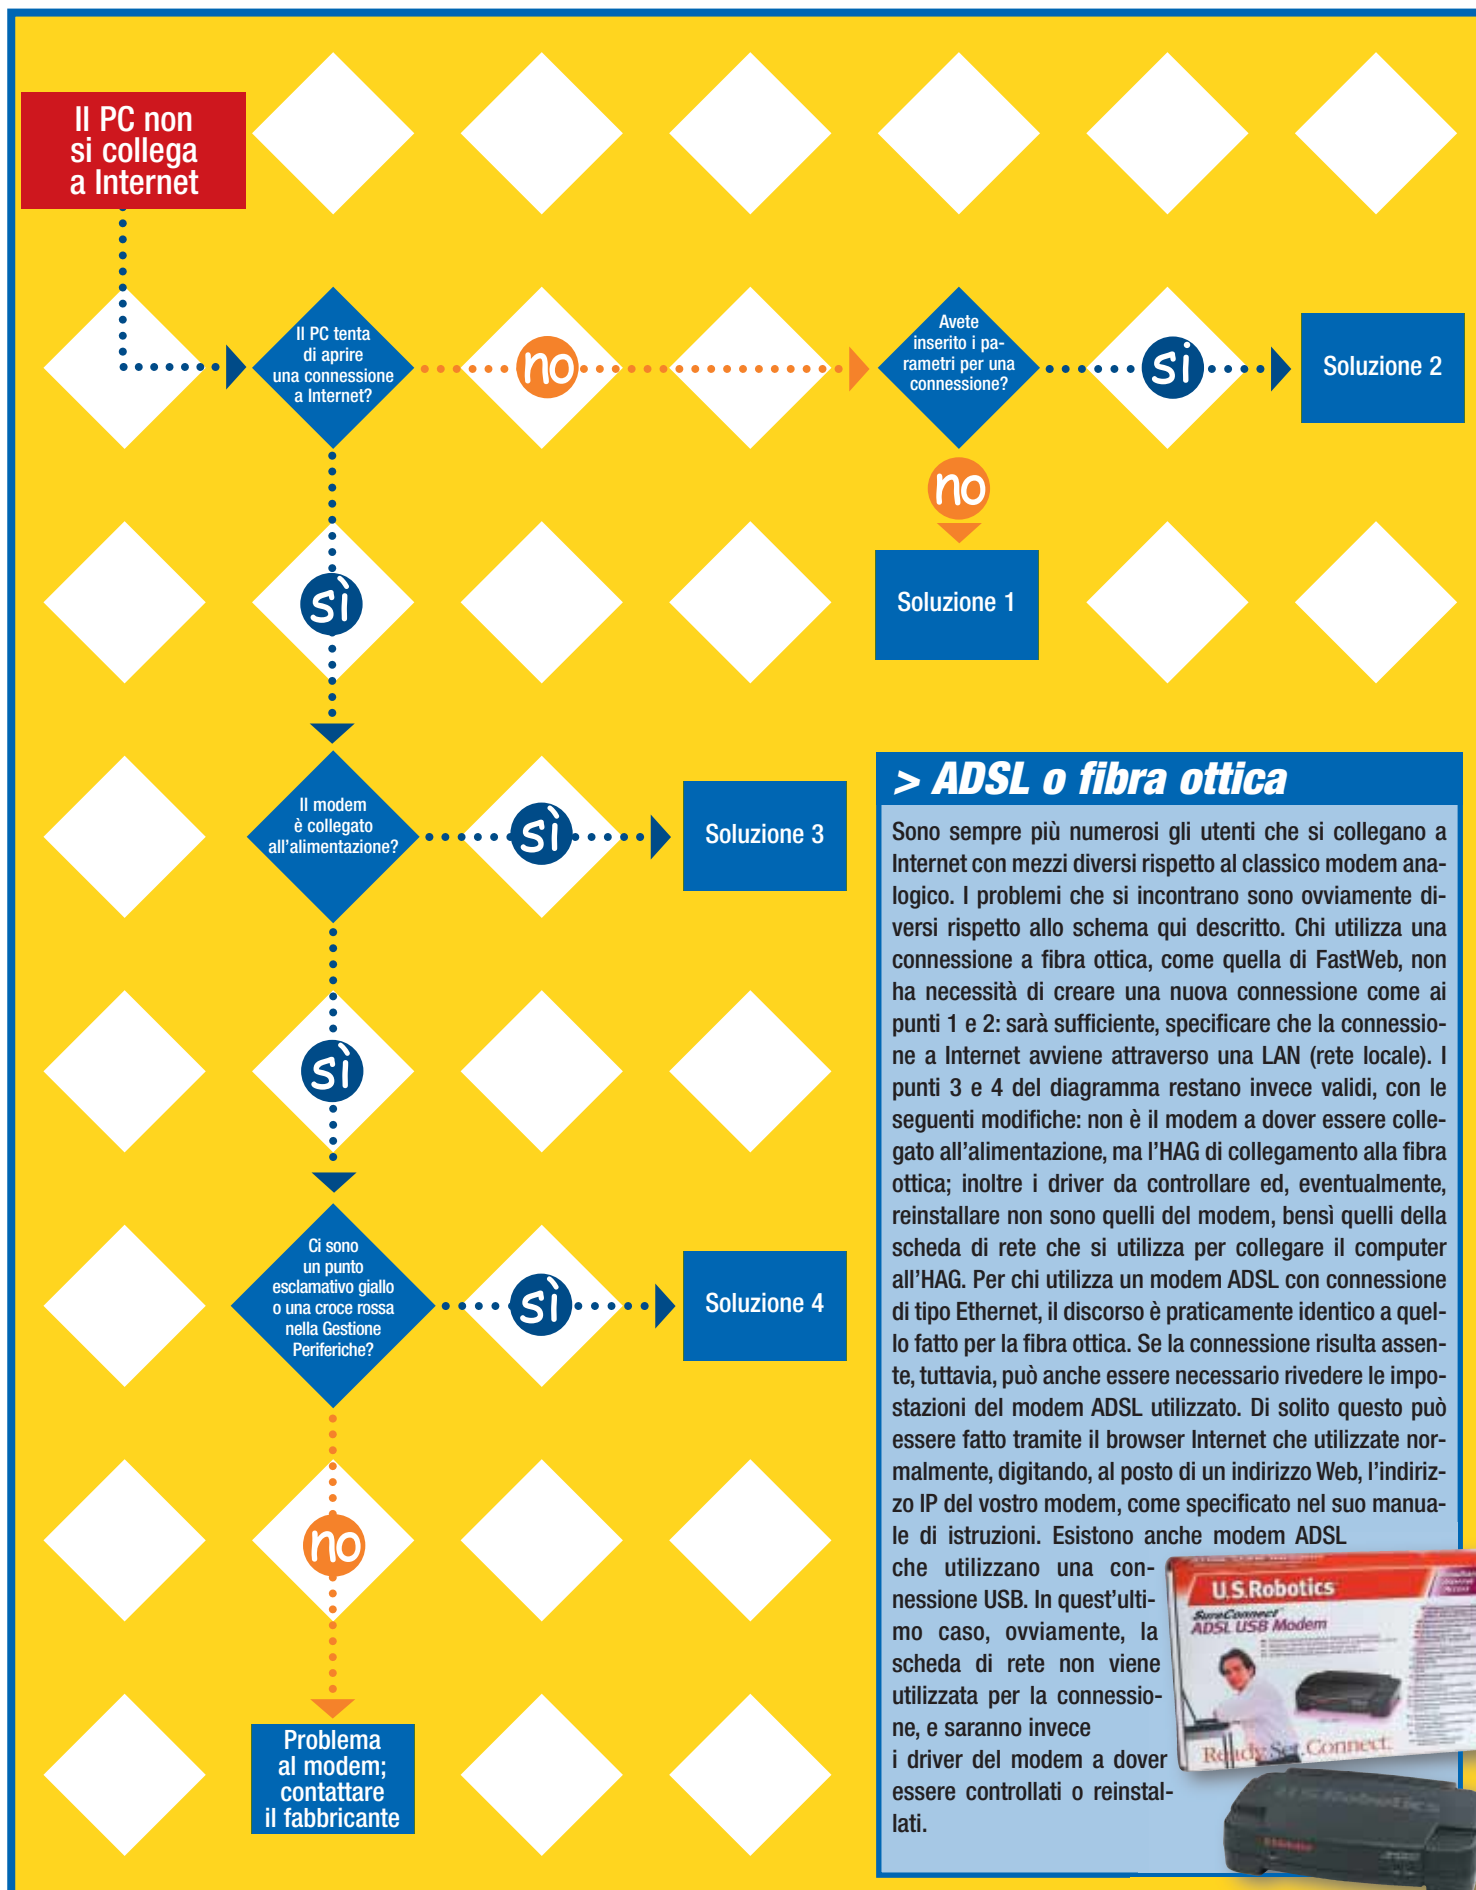 Il PC non
si collega
a Internet
Il PC tenta
di aprire
una connessione
a Internet?
no
Avete
inserito i pa-
rametri per una
connessione?
si
Soluzione 2
no
Soluzione 1
sì
Il modem
è collegato
all'alimentazione?
sì
Soluzione 3
sì
Ci sono
un punto
esclamativo giallo
o una croce rossa
nella Gestione
Periferiche?
sì
Soluzione 4
no
Problema
al modem;
contattare
il fabbricante
> ADSL o fibra ottica
Sono sempre più numerosi gli utenti che si collegano a
Internet con mezzi diversi rispetto al classico modem ana-
logico. I problemi che si incontrano sono ovviamente di-
versi rispetto allo schema qui descritto. Chi utilizza una
connessione a fibra ottica, come quella di FastWeb, non
ha necessità di creare una nuova connessione come ai
punti 1 e 2: sarà sufficiente, specificare che la connessio-
ne a Internet avviene attraverso una LAN (rete locale). I
punti 3 e 4 del diagramma restano invece validi, con le
seguenti modifiche: non è il modem a dover essere colle-
gato all'alimentazione, ma l'HAG di collegamento alla fibra
ottica; inoltre i driver da controllare ed, eventualmente,
reinstallare non sono quelli del modem, bensì quelli della
scheda di rete che si utilizza per collegare il computer
all'HAG. Per chi utilizza un modem ADSL con connessione
di tipo Ethernet, il discorso è praticamente identico a quel-
lo fatto per la fibra ottica. Se la connessione risulta assen-
te, tuttavia, può anche essere necessario rivedere le impo-
stazioni del modem ADSL utilizzato. Di solito questo può
essere fatto tramite il browser Internet che utilizzate nor-
malmente, digitando, al posto di un indirizzo Web, l'indiriz-
zo IP del vostro modem, come specificato nel suo manua-
le di istruzioni. Esistono anche modem ADSL
che utilizzano una con-
nessione USB. In quest'ulti-
mo caso, ovviamente, la
scheda di rete non viene
utilizzata per la connessio-
ne, e saranno invece
i driver del modem a dover
essere controllati o reinstal-
lati.
U.S.Robotics
SureConnect
ADSL USB Modem
Ready. Set. Connect.
U.S.Robotics